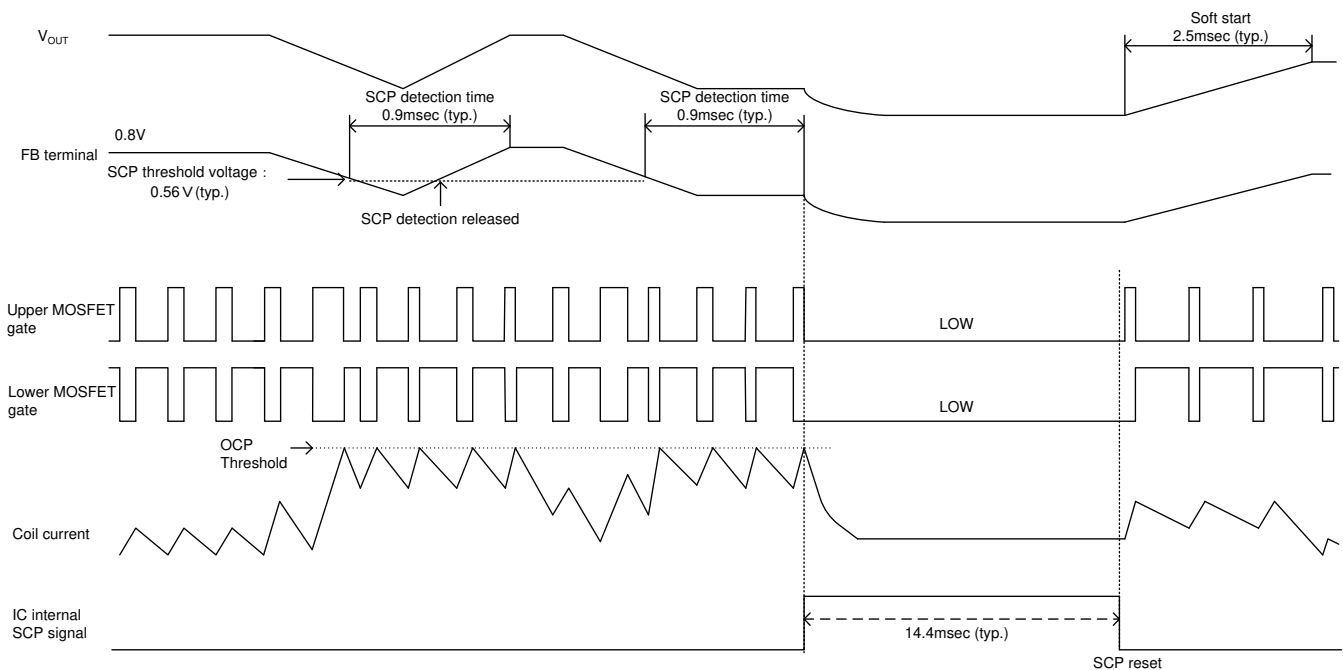 Soft start
2.5msec (typ.)
VOUT
SCP detection time
0.9msec (typ.)
SCP detection time
0.9msec (typ.)
0.8V
FB terminal
SCP threshold voltage :
0.56 V (typ.)
SCP detection released
Upper MOSFET
gate
LOW
Lower MOSFET
gate
LOW
OCP
Threshold
Coil current
IC internal
SCP signal
14.4msec (typ.)
SCP reset